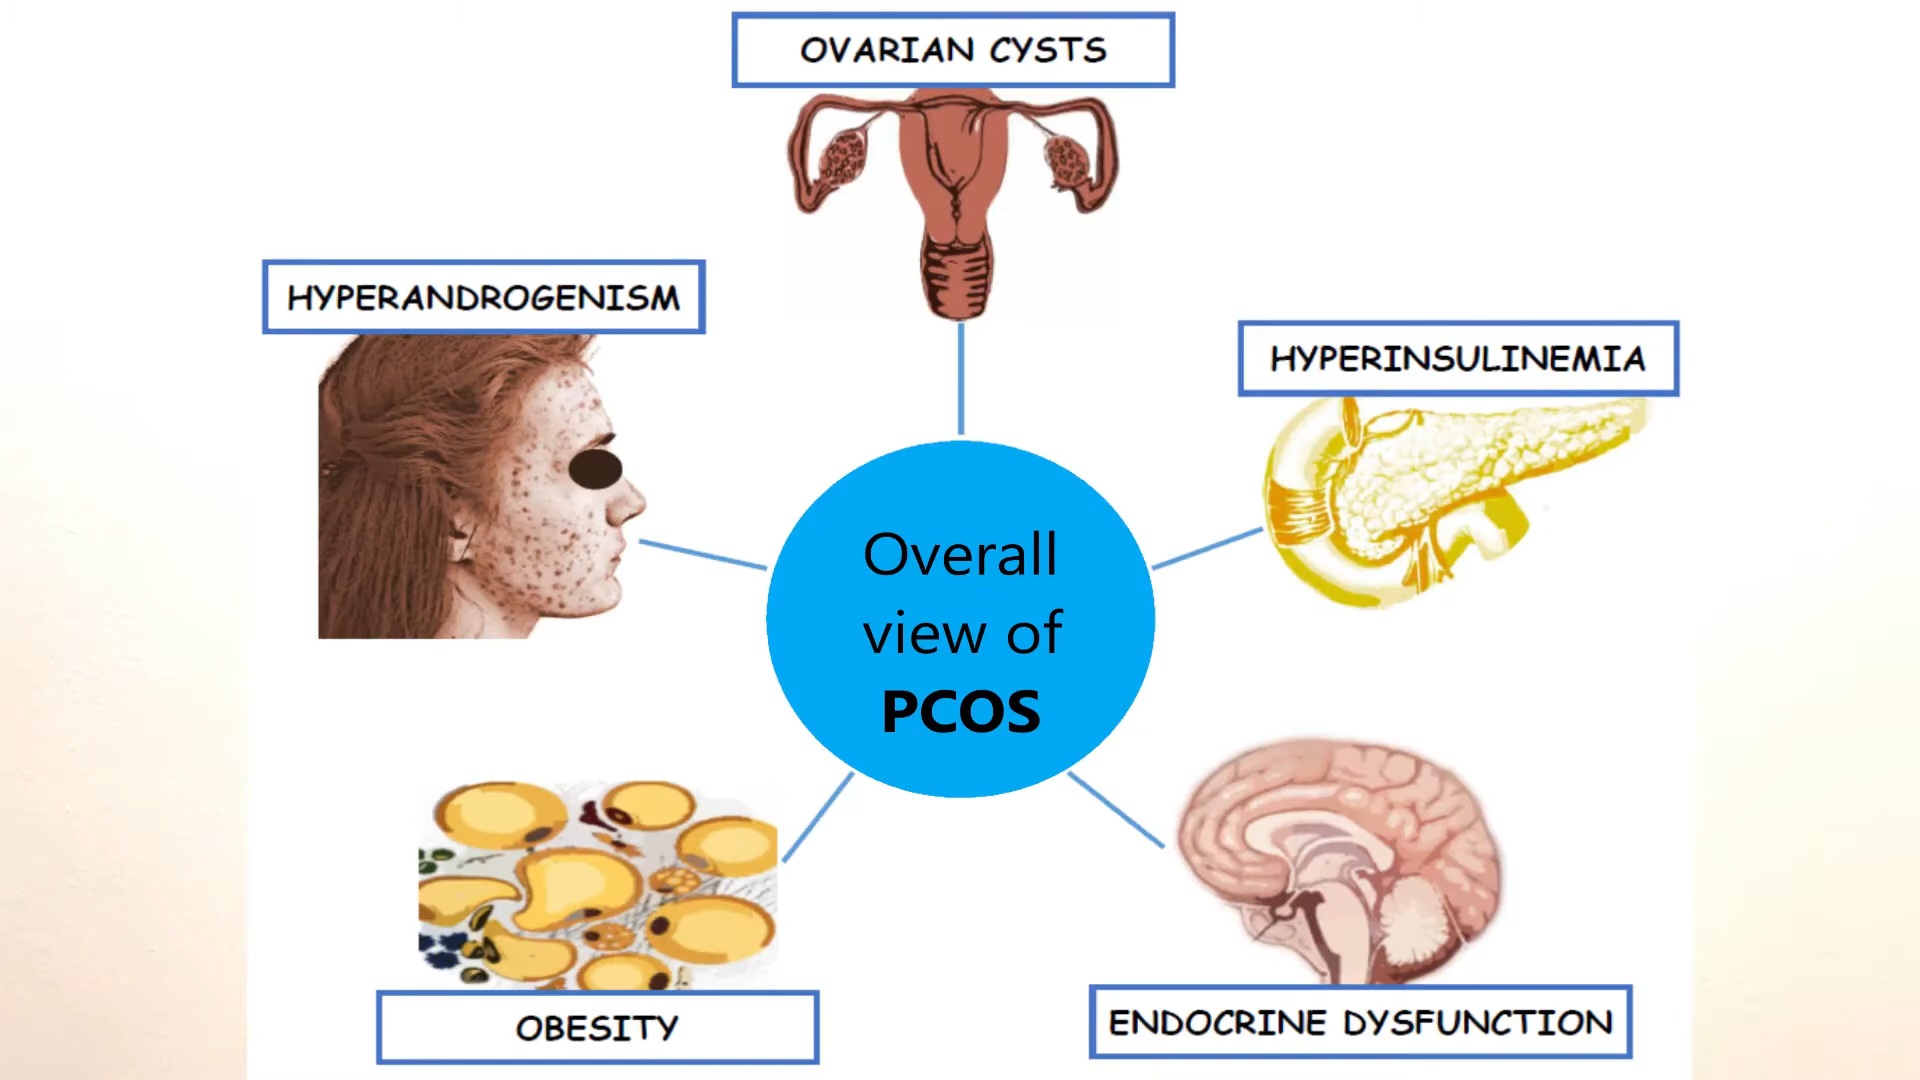 OVARIAN CYSTS
HYPERANDROGENISM
HYPERINSULINEMIA
Overall
view of
PCOS
OBESITY
ENDOCRINE DYSFUNCTION